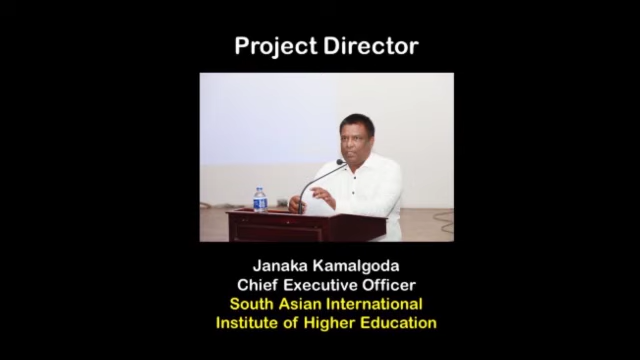 Project Director
Janaka Kamalgoda
Chief Executive Officer
South Asian International
Institute of Higher Education